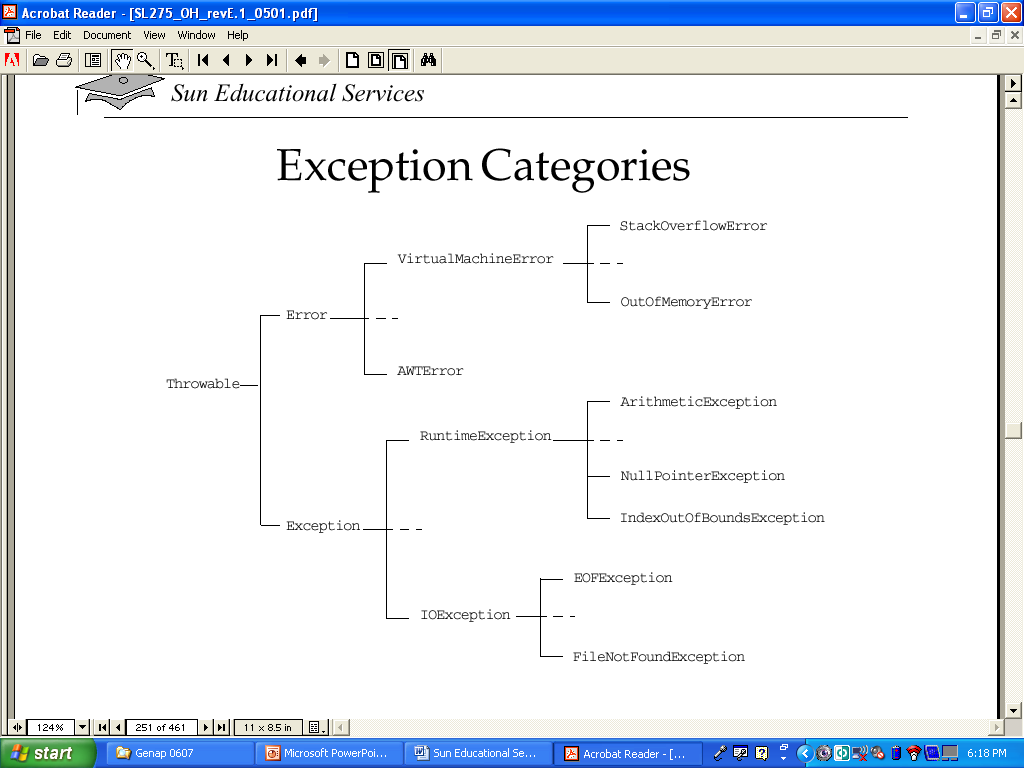 Acrobat Reader - [SL275_OH_revE.1_0501.pdf]
File Edit Document View Window Help
Sun Educational Services
Exception Categories
StackOverflowError
VirtualMachineError
OutOfMemoryError
Error
AWTError
Throwable
ArithmeticException
RuntimeException
NullPointerException
IndexOutOfBoundsException
Exception
EOFException
IOException
FileNotFoundException
124% 251 of 461 11 x 8.5 in
start Genap 0607 Microsoft PowerPoi... Sun Educational Se... Acrobat Reader - [... 6:18 PM